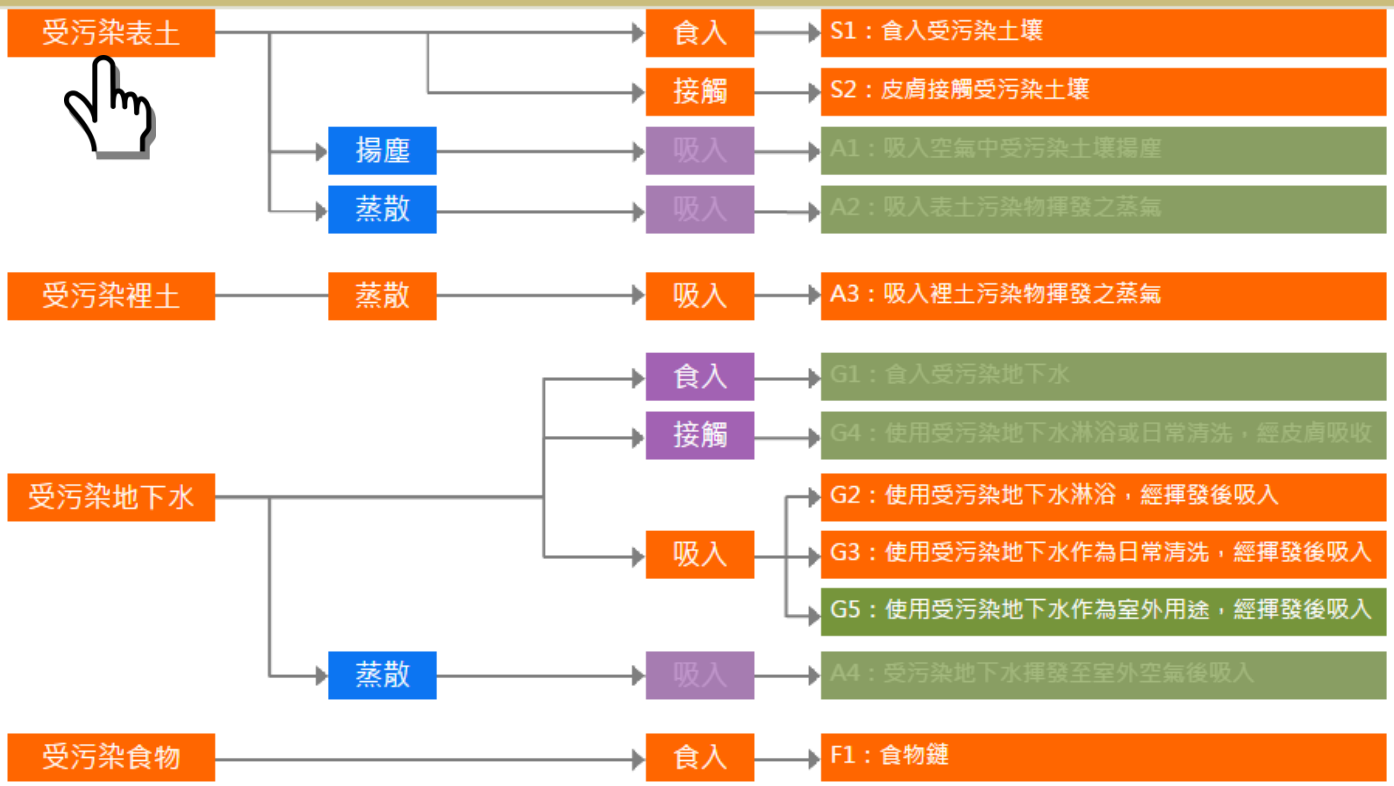 受污染表土
食入
S1：食入受污染土壤
接觸
S2：皮膚接觸受污染土壤
揚塵
吸入
A1：吸入空氣中受污染土壤揚塵
蒸散
吸入
A2：吸入表土污染物揮發之蒸氣
受污染裡土
蒸散
吸入
A3：吸入裡土污染物揮發之蒸氣
食入
G1：食入受污染地下水
接觸
G4：使用受污染地下水淋浴或日常清洗，經皮膚吸收
受污染地下水
G2：使用受污染地下水淋浴，經揮發後吸入
吸入
G3：使用受污染地下水作為日常清洗，經揮發後吸入
G5：使用受污染地下水作為室外用途，經揮發後吸入
蒸散
吸入
A4：受污染地下水揮發至室外空氣後吸入
受污染食物
食入
F1：食物鏈